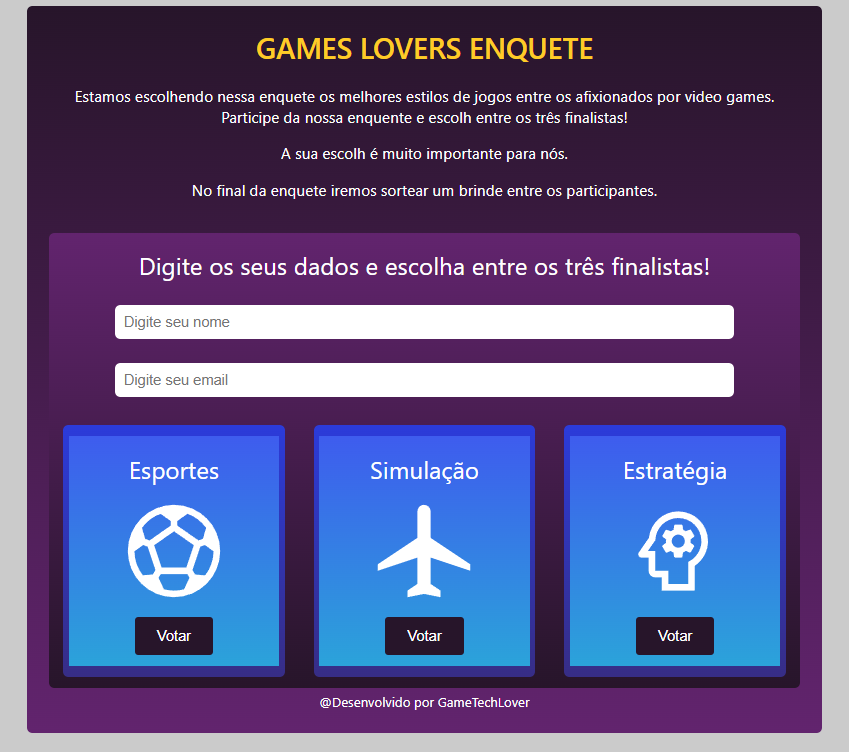 GAMES LOVERS ENQUETE
Estamos escolhendo nessa enquete os melhores estilos de jogos entre os afixionados por video games.
Participe da nossa enquente e escolh entre os três finalistas!
A sua escolh é muito importante para nós.
No final da enquete iremos sortear um brinde entre os participantes.
Digite os seus dados e escolha entre os três finalistas!
Digite seu nome
Digite seu email
Esportes
Simulação
Estratégia
Votar
Votar
Votar
@Desenvolvido por GameTechLover